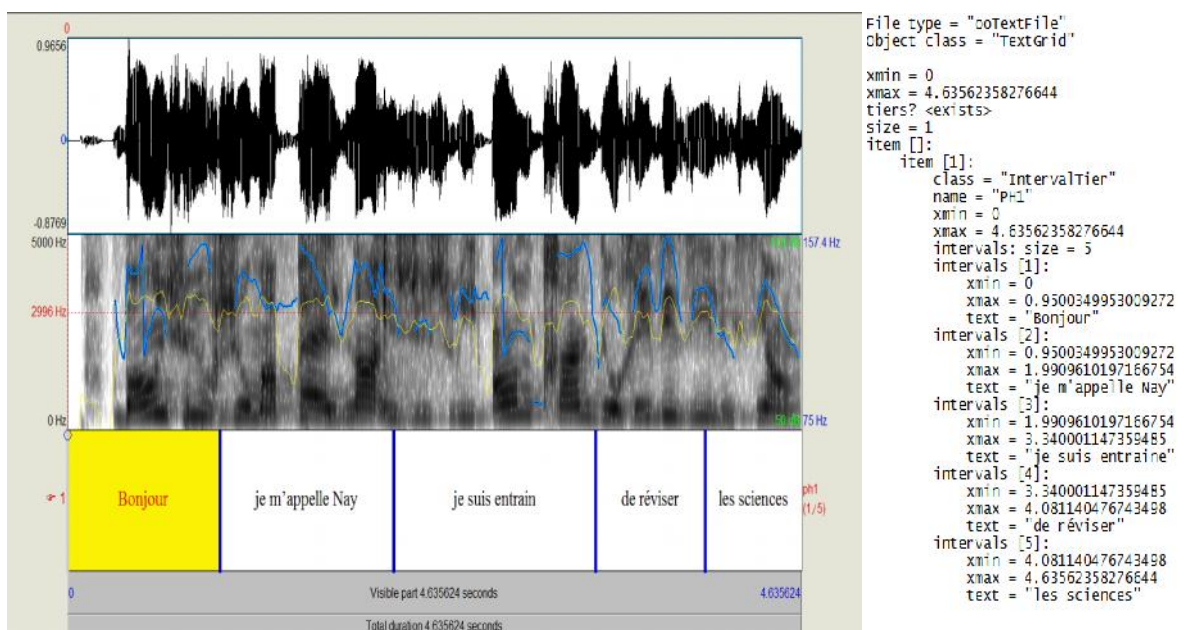 0
0.9656
0
-0.8769
5000 Hz
157.4 Hz
2996 Hz
0 Hz
50 dB
75 Hz
1
Bonjour
je m'appelle Nay
je suis entrain
de réviser
les sciences
ph1
(1/5)
0
Visible part 4.635624 seconds
4.635624
Total duration 4.635624 seconds
File type = "ooTextFile"
Object class = "TextGrid"
xmin = 0
xmax = 4.63562358276644
tiers? <exists>
size = 1
item []:
item [1]:
class = "IntervalTier"
name = "PH1"
xmin = 0
xmax = 4.63562358276644
intervals: size = 5
intervals [1]:
xmin = 0
xmax = 0.9500349953009272
text = "Bonjour"
intervals [2]:
xmin = 0.9500349953009272
xmax = 1.9909610197166754
text = "je m'appelle Nay"
intervals [3]:
xmin = 1.9909610197166754
xmax = 3.340001147359485
text = "je suis entraine"
intervals [4]:
xmin = 3.340001147359485
xmax = 4.081140476743498
text = "de réviser"
intervals [5]:
xmin = 4.081140476743498
xmax = 4.63562358276644
text = "les sciences"